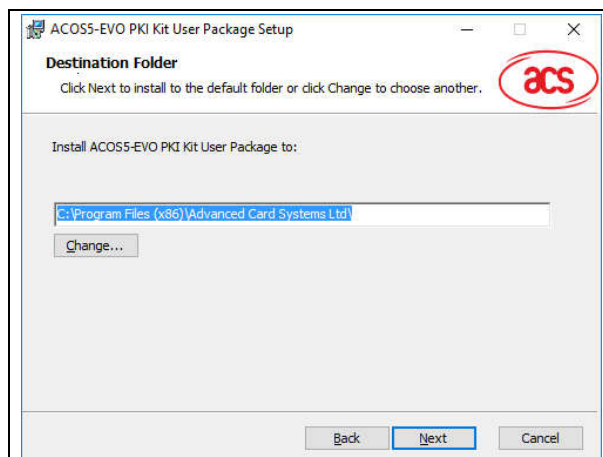 ACOS5-EVO PKI Kit User Package Setup
Destination Folder
Click Next to install to the default folder or click Change to choose another.
acs
Install ACOS5-EVO PKI Kit User Package to:
C:\Program Files (x86)\Advanced Card Systems Ltd\
Change...
Back
Next
Cancel